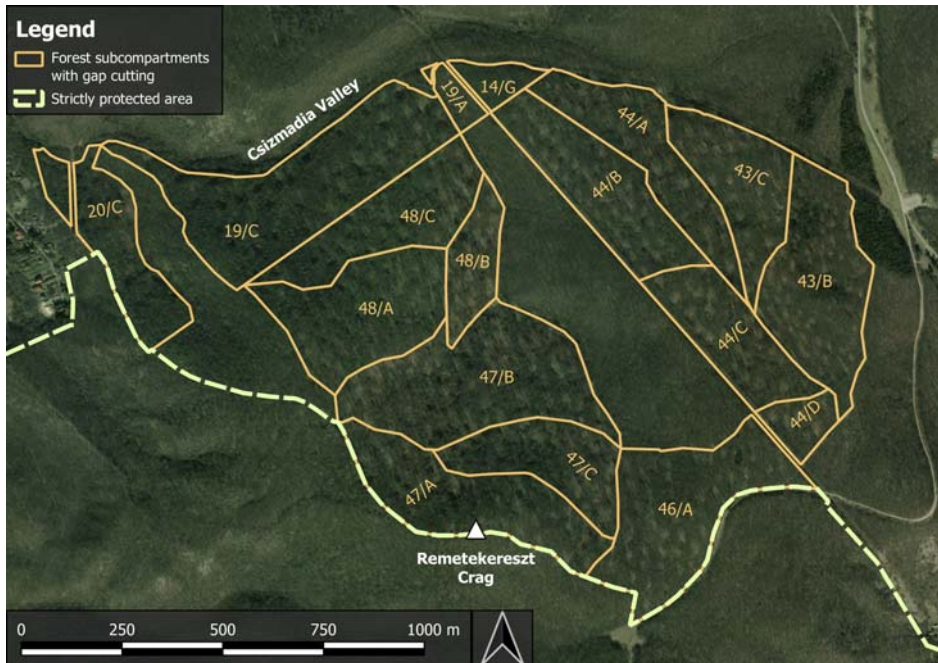 Legend
Forest subcompartments
with gap cutting
Strictly protected area
Csizmadia Valley
19/A
14/G
44/A
43/C
44/B
20/C
19/C
48/C
48/B
43/B
48/A
44/C
47/B
44/D
47/C
47/A
46/A
Remetekereszt
Crag
0 250 500 750 1000 m